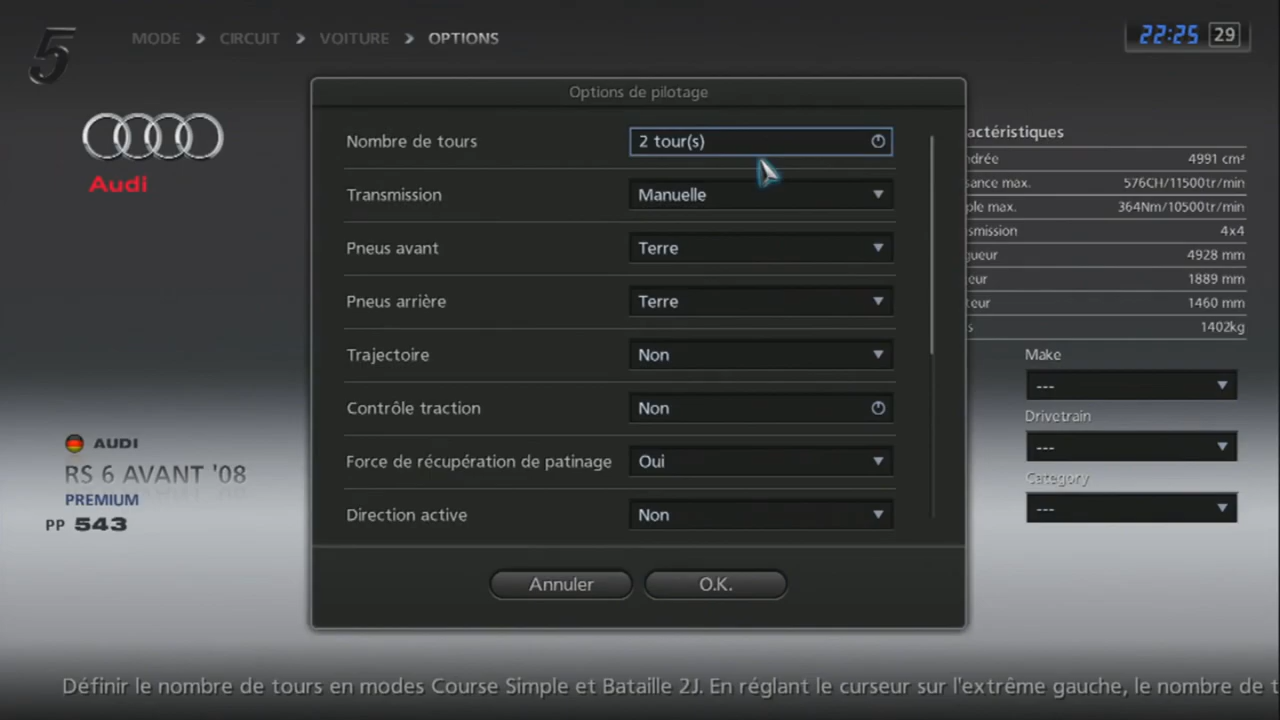 5
MODE > CIRCUIT > VOITURE > OPTIONS
22:25 29
Options de pilotage
Audi
Nombre de tours 2 tour(s)
Transmission Manuelle
Pneus avant Terre
Pneus arrière Terre
Trajectoire Non
Contrôle traction Non
Force de récupération de patinage Oui
Direction active Non
Annuler O.K.
actéristiques
ndrée 4991 cm³
sance max. 576CH/11500tr/min
ple max. 364Nm/10500tr/min
smission 4x4
gueur 4928 mm
eur 1889 mm
teur 1460 mm
s 1402kg
Make
---
Drivetrain
---
Category
---
AUDI
RS 6 AVANT '08
PREMIUM
PP 543
Définir le nombre de tours en modes Course Simple et Bataille 2J. En réglant le curseur sur l'extrême gauche, le nombre de t